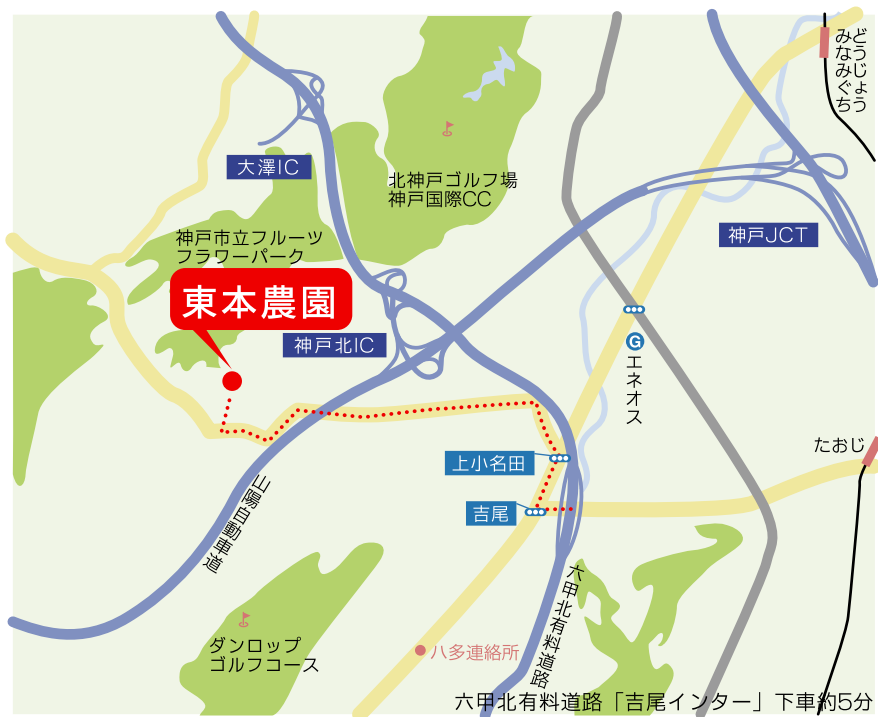 どうじょう
みなみぐち
大澤IC
北神戸ゴルフ場
神戸国際CC
神戸JCT
神戸市立フルーツ
フラワーパーク
東本農園
神戸北IC
G
エネオス
たおじ
上小名田
吉尾
山陽自動車道
六甲北有料道路
ダンロップ
ゴルフコース
八多連絡所
六甲北有料道路「吉尾インター」下車約5分